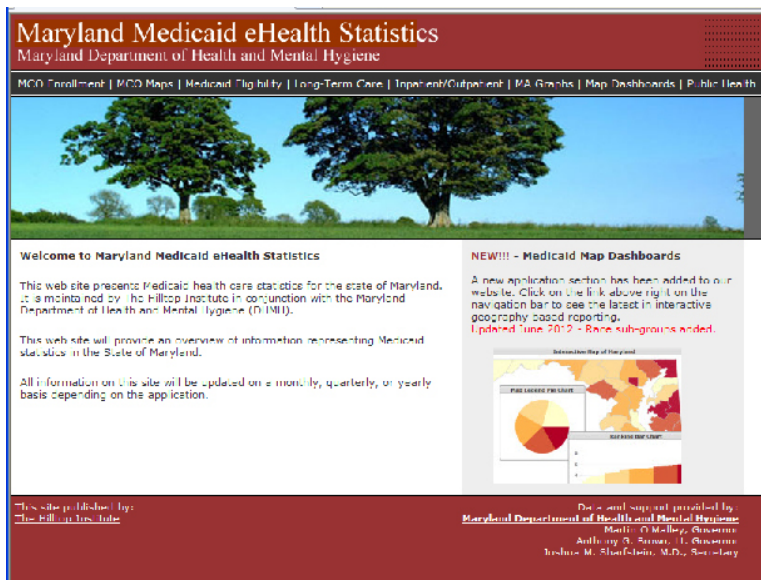 Maryland Medicaid eHealth Statistics
Maryland Department of Health and Mental Hygiene
MCO Enrollment | MCO Maps | Medicaid Eligibility | Long-Term Care | Inpatient/Outpatient | MA Graphs | Map Dashboards | Public Health
Welcome to Maryland Medicaid eHealth Statistics
This web site presents Medicaid health care statistics for the state of Maryland.
It is maintained by The Hilltop Institute in conjunction with the Maryland
Department of Health and Mental Hygiene (DHMH).
This web site will provide an overview of information representing Medicaid
statistics in the State of Maryland.
All information on this site will be updated on a monthly, quarterly, or yearly
basis depending on the application.
NEW!!! - Medicaid Map Dashboards
A new application section has been added to our
website. Click on the link above right on the
navigation bar to see the latest in interactive
geography based reporting.
Updated June 2012 - Race sub-groups added.
Interactive Map of Maryland
Pie Chart
Bar Chart
This site published by:
The Hilltop Institute
Data and support provided by:
Maryland Department of Health and Mental Hygiene
Martin O'Malley, Governor
Anthony G. Brown, Lt. Governor
Joshua M. Sharfstein, M.D., Secretary